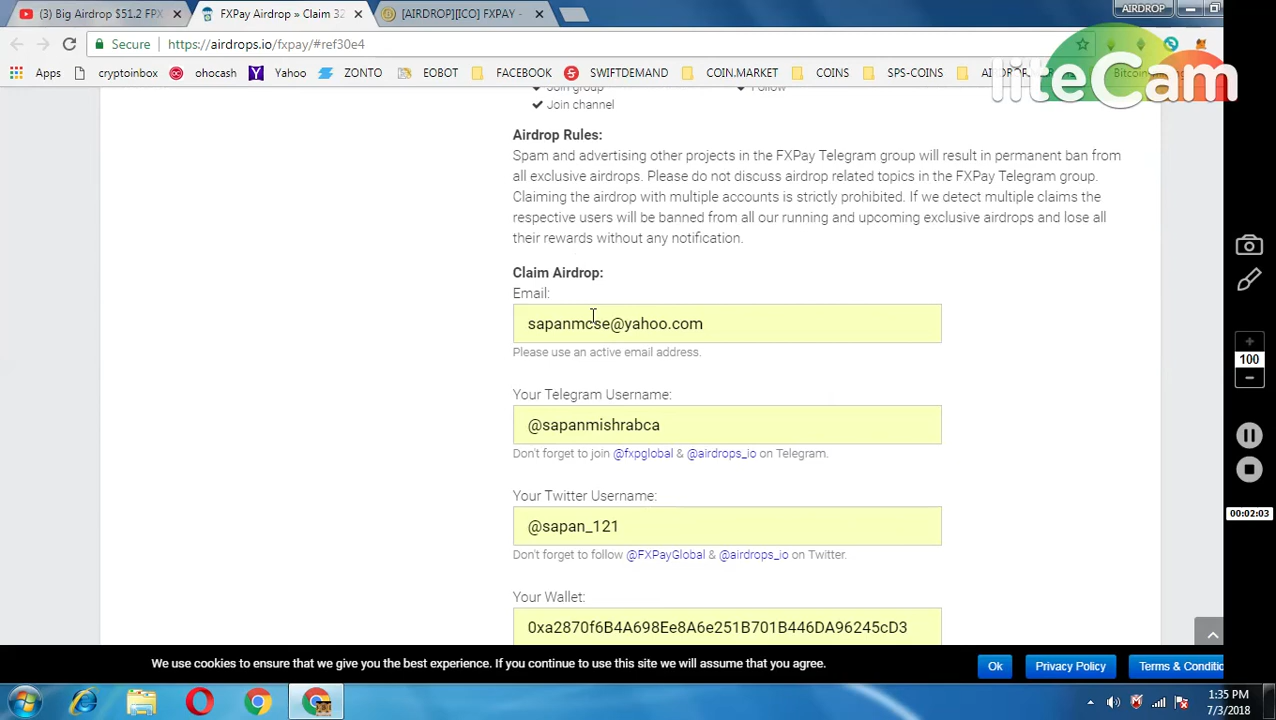 (3) Big Airdrop $51.2 FPX
FXPay Airdrop » Claim 32
[AIRDROP][ICO] FXPAY -
AIRDROP
Secure
https://airdrops.io/fxpay/#ref30e4
Apps
cryptoinbox
ohocash
Yahoo
ZONTO
EOBOT
FACEBOOK
SWIFTDEMAND
COIN.MARKET
COINS
SPS-COINS
liteCam
Join group
Follow
Join channel
Airdrop Rules:
Spam and advertising other projects in the FXPay Telegram group will result in permanent ban from
all exclusive airdrops. Please do not discuss airdrop related topics in the FXPay Telegram group.
Claiming the airdrop with multiple accounts is strictly prohibited. If we detect multiple claims the
respective users will be banned from all our running and upcoming exclusive airdrops and lose all
their rewards without any notification.
Claim Airdrop:
Email:
sapanmcse@yahoo.com
Please use an active email address.
100
Your Telegram Username:
@sapanmishrabca
Don't forget to join @fxpglobal & @airdrops_io on Telegram.
Your Twitter Username:
@sapan_121
00:02:03
Don't forget to follow @FXPayGlobal & @airdrops_io on Twitter.
Your Wallet:
0xa2870f6B4A698Ee8A6e251B701B446DA96245cD3
We use cookies to ensure that we give you the best experience. If you continue to use this site we will assume that you agree.
Ok
Privacy Policy
Terms & Conditio
1:35 PM
7/3/2018